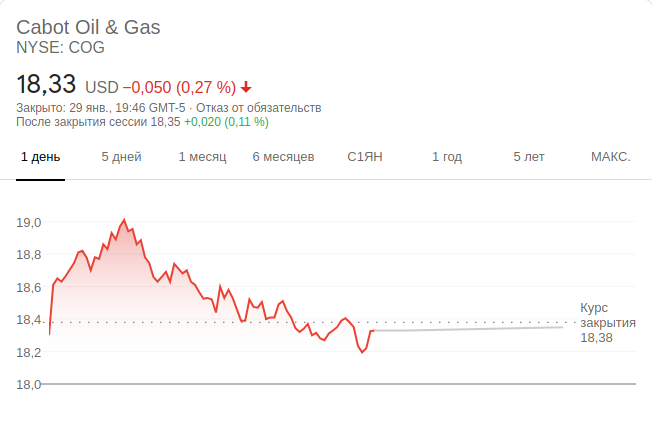 Cabot Oil & Gas
NYSE: COG
18,33 USD −0,050 (0,27 %)
Закрыто: 29 янв., 19:46 GMT-5 · Отказ от обязательств
После закрытия сессии 18,35 +0,020 (0,11 %)
1 день 5 дней 1 месяц 6 месяцев С1ЯН 1 год 5 лет МАКС.
19,0
18,8
18,6
18,4
18,2
18,0
Курс
закрытия
18,38